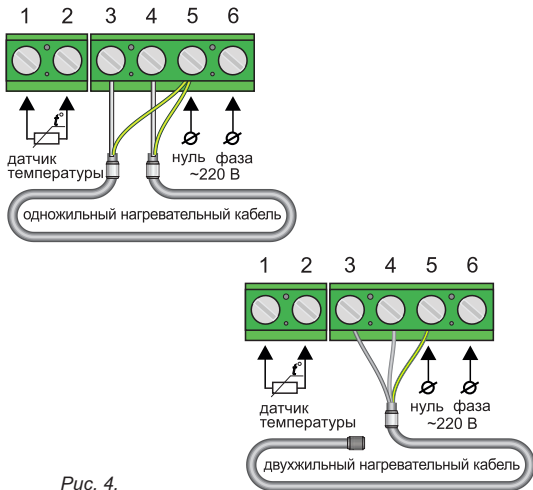 1 2 3 4 5 6
t°
датчик
температуры
нуль фаза
~220 В
одножильный нагревательный кабель
1 2 3 4 5 6
t°
датчик
температуры
нуль фаза
~220 В
двухжильный нагревательный кабель
Рис. 4.